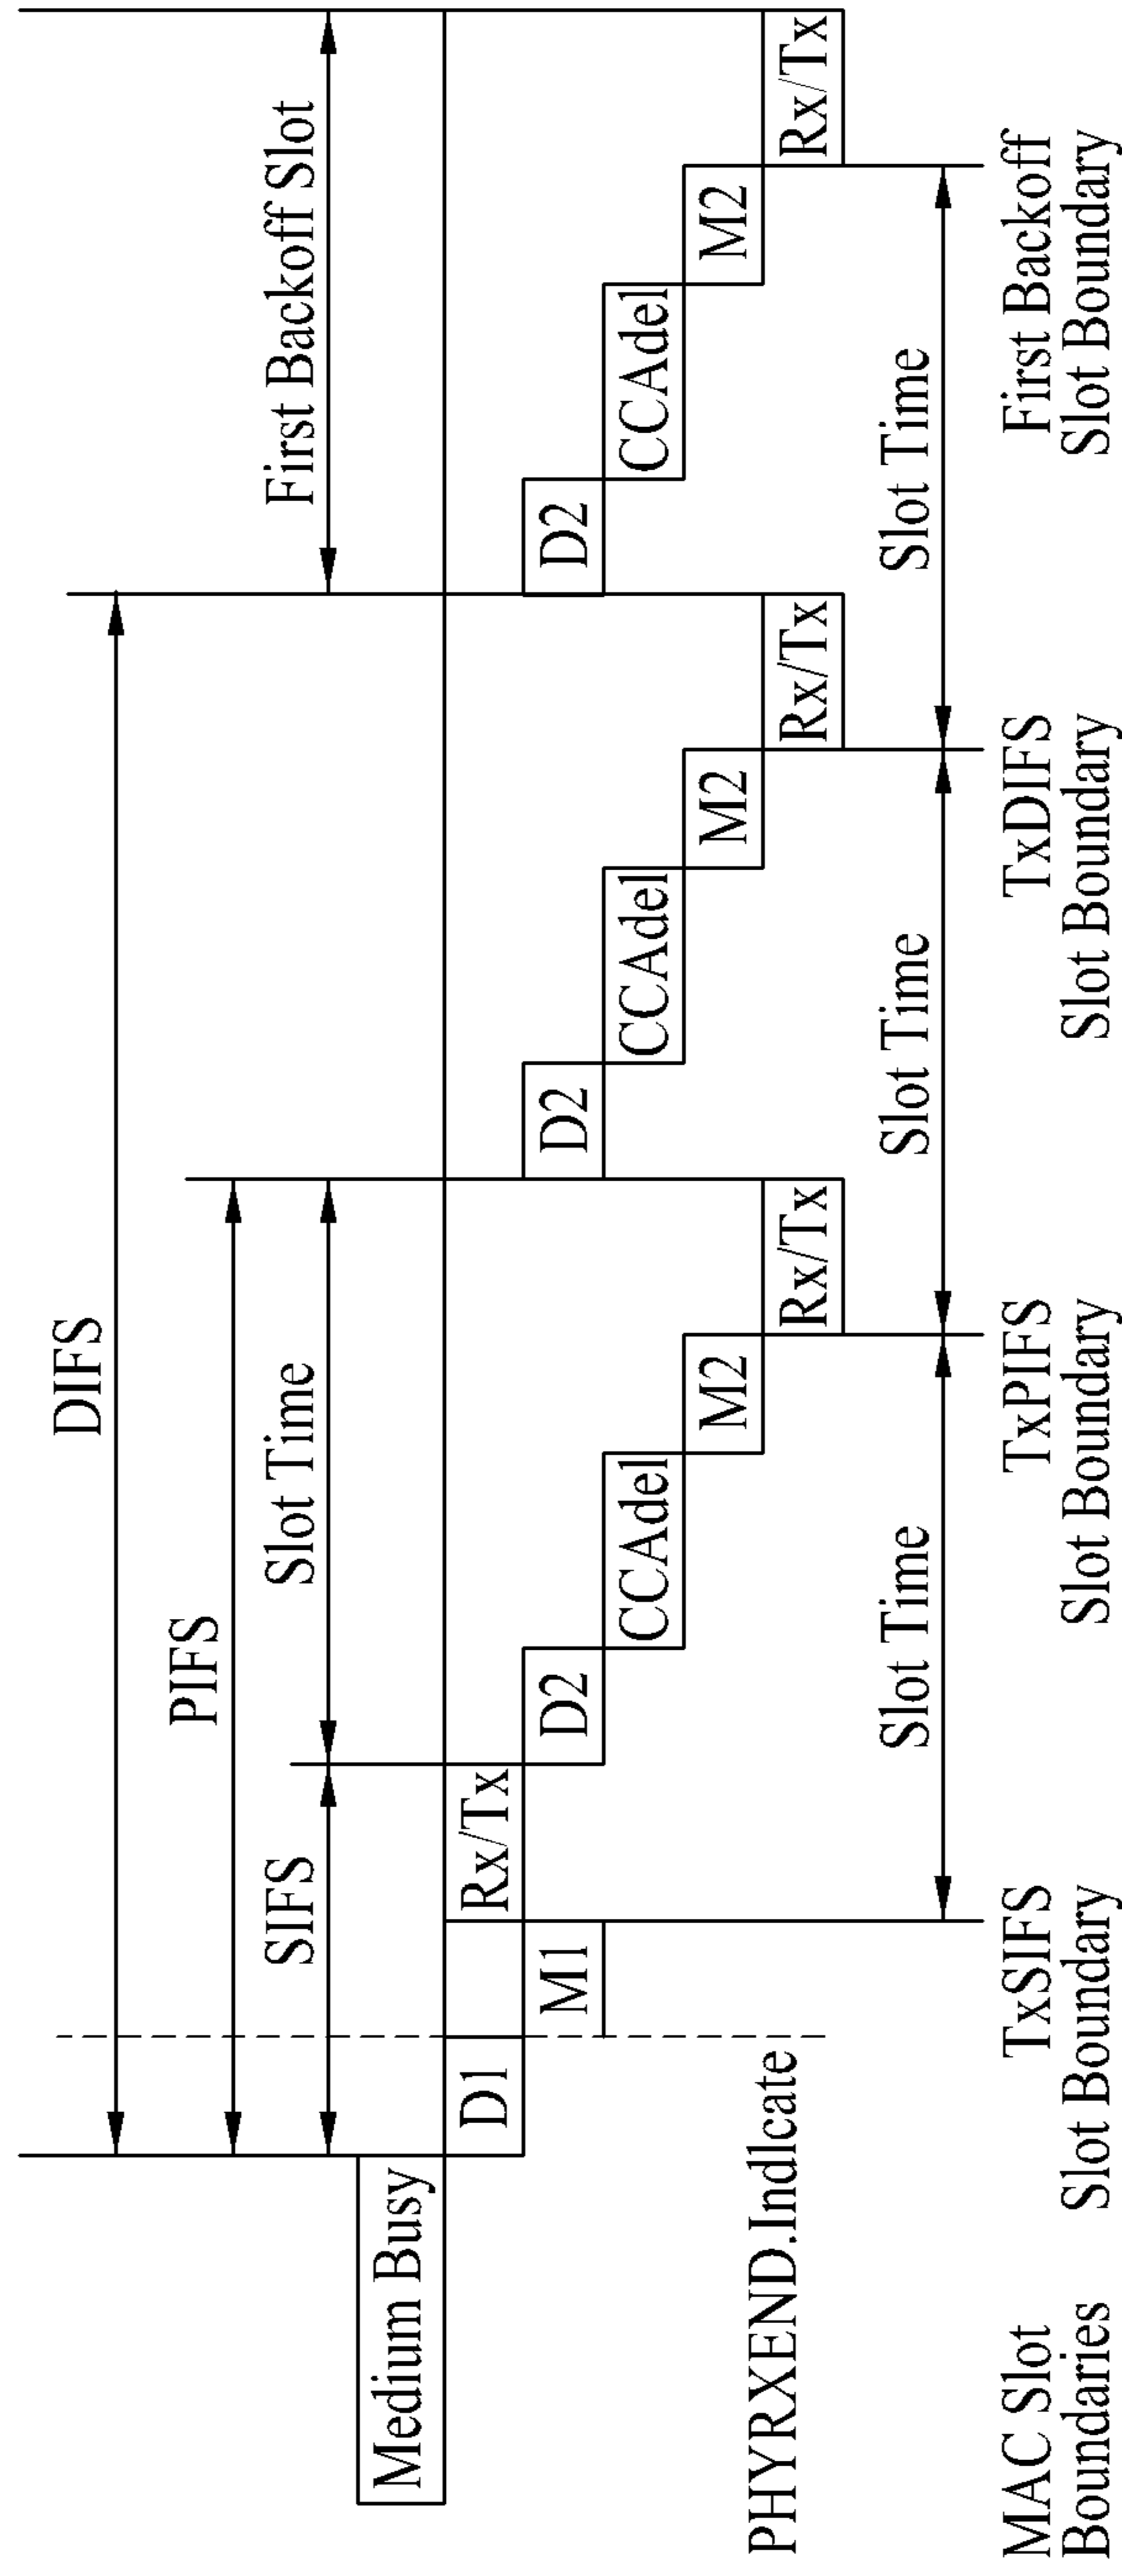 DIFS
PIFS
SIFS
Slot Time
First Backoff Slot
Medium Busy
D1
Rx/Tx
M1
D2
D2
D2
CCAdel
CCAdel
CCAdel
M2
M2
M2
Rx/Tx
Rx/Tx
Rx/Tx
PHYRXEND.Indlcate
Slot Time
Slot Time
Slot Time
MAC Slot
Boundaries
TxSIFS
Slot Boundary
TxPIFS
Slot Boundary
TxDIFS
Slot Boundary
First Backoff
Slot Boundary